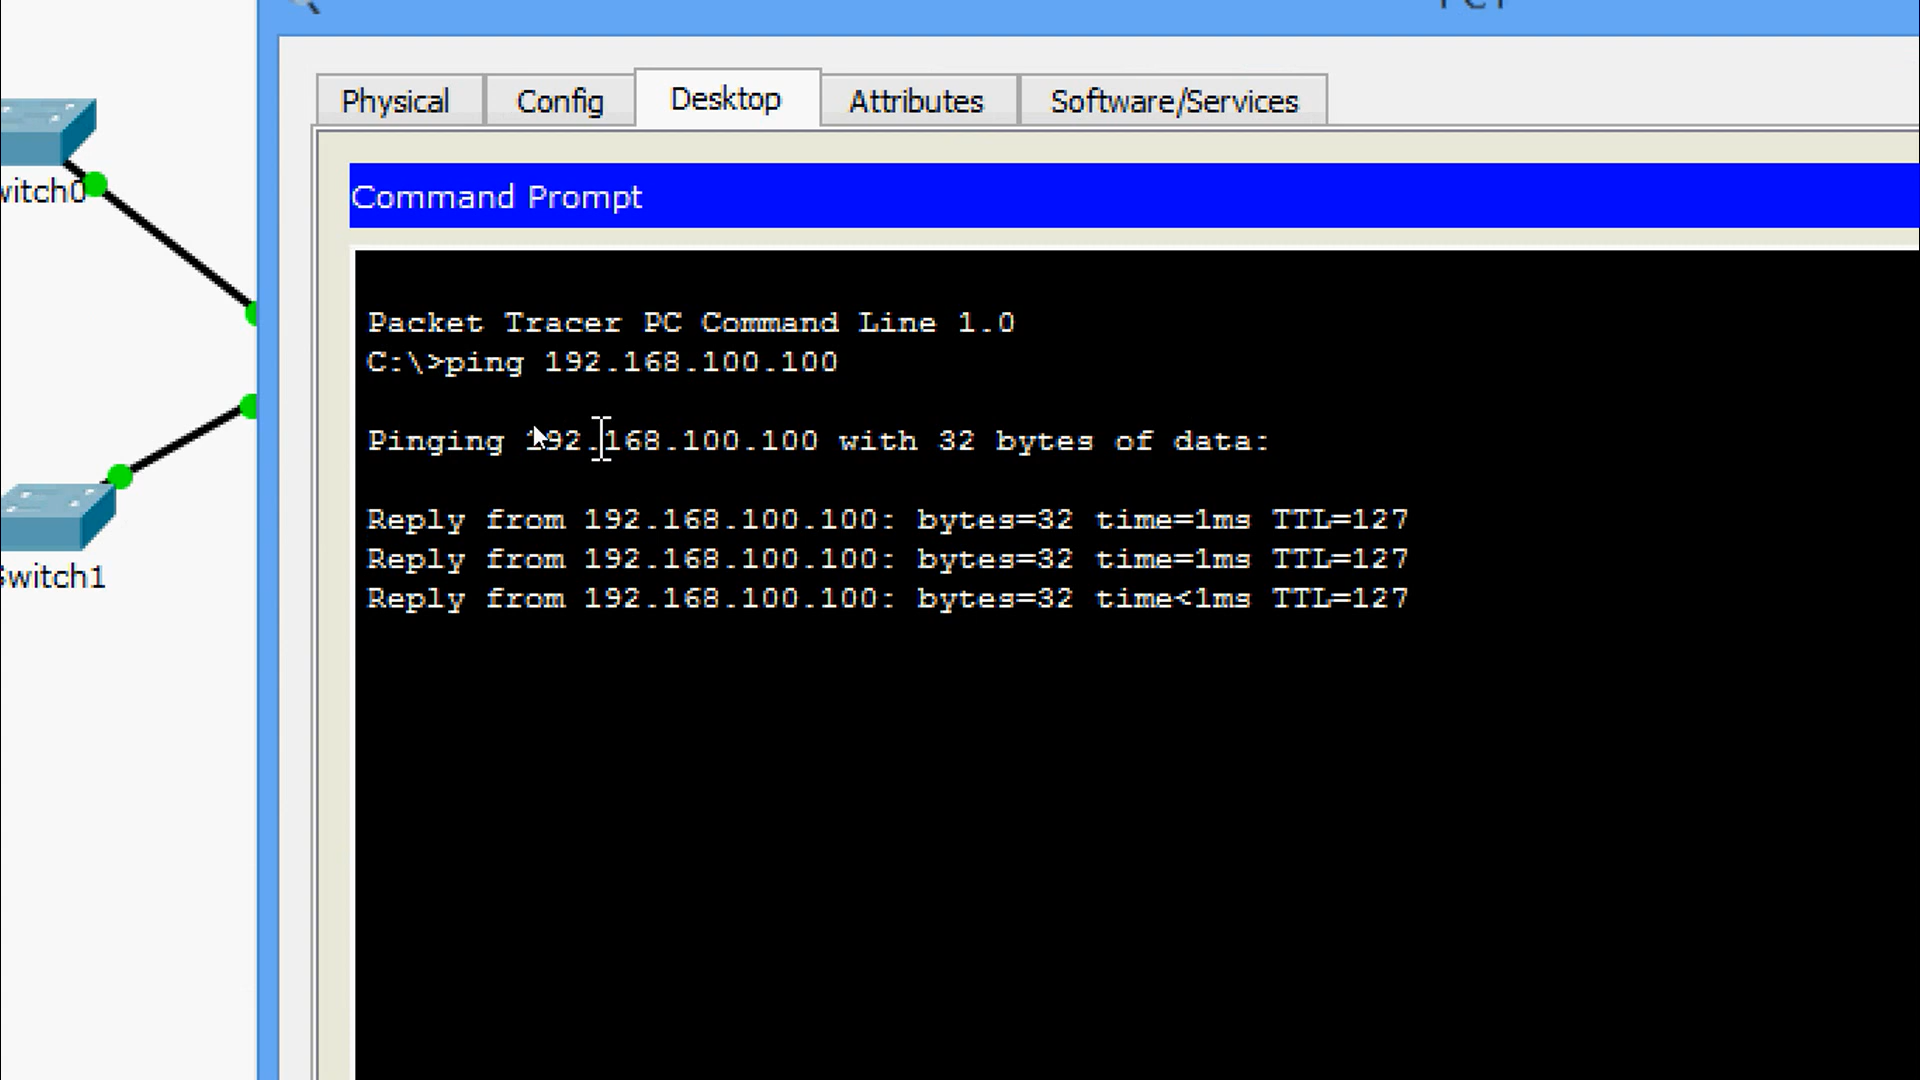 Physical Config Desktop Attributes Software/Services
witch0
Command Prompt
Packet Tracer PC Command Line 1.0
C:\>ping 192.168.100.100
Pinging 192.168.100.100 with 32 bytes of data:
Reply from 192.168.100.100: bytes=32 time=1ms TTL=127
Reply from 192.168.100.100: bytes=32 time=1ms TTL=127
witch1
Reply from 192.168.100.100: bytes=32 time<1ms TTL=127